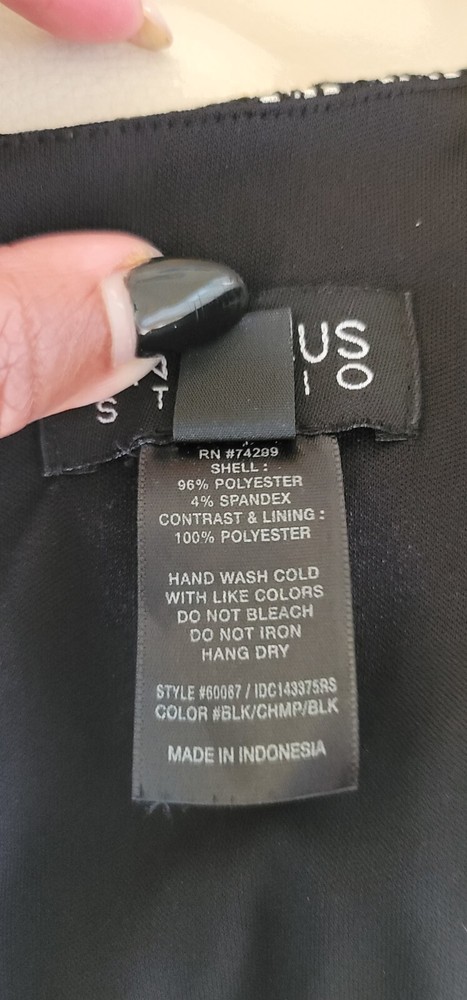 US
S T I O
RN #74299
SHELL :
96% POLYESTER
4% SPANDEX
CONTRAST & LINING :
100% POLYESTER
HAND WASH COLD
WITH LIKE COLORS
DO NOT BLEACH
DO NOT IRON
HANG DRY
STYLE #60087 / IDC143375RS
COLOR #BLK/CHMP/BLK
MADE IN INDONESIA